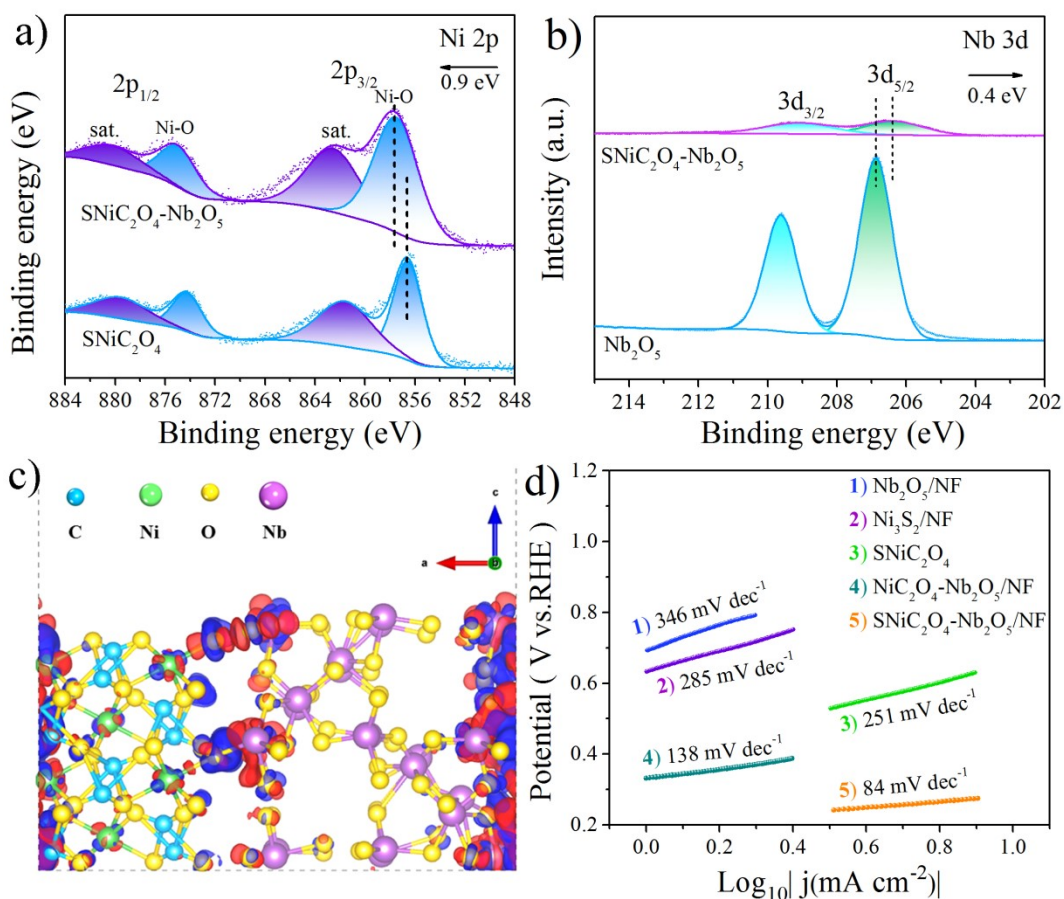 a)
Ni 2p
0.9 eV
2p1/2
2p3/2
sat.
Ni-O
sat.
Ni-O
SNiC2O4-Nb2O5
SNiC2O4
Binding energy (eV)
884 880 876 872 868 864 860 856 852 848
Binding energy (eV)
b)
Nb 3d
0.4 eV
3d3/2
3d5/2
SNiC2O4-Nb2O5
Nb2O5
Intensity (a.u.)
214 212 210 208 206 204 202
Binding energy (eV)
c)
C
Ni
O
Nb
c
a
b
d)
1) Nb2O5/NF
2) Ni3S2/NF
3) SNiC2O4
4) NiC2O4-Nb2O5/NF
5) SNiC2O4-Nb2O5/NF
1) 346 mV dec-1
2) 285 mV dec-1
3) 251 mV dec-1
4) 138 mV dec-1
5) 84 mV dec-1
Potential ( V vs.RHE)
1.2
1.0
0.8
0.6
0.4
0.2
0.0 0.2 0.4 0.6 0.8 1.0
Log10| j(mA cm-2)|